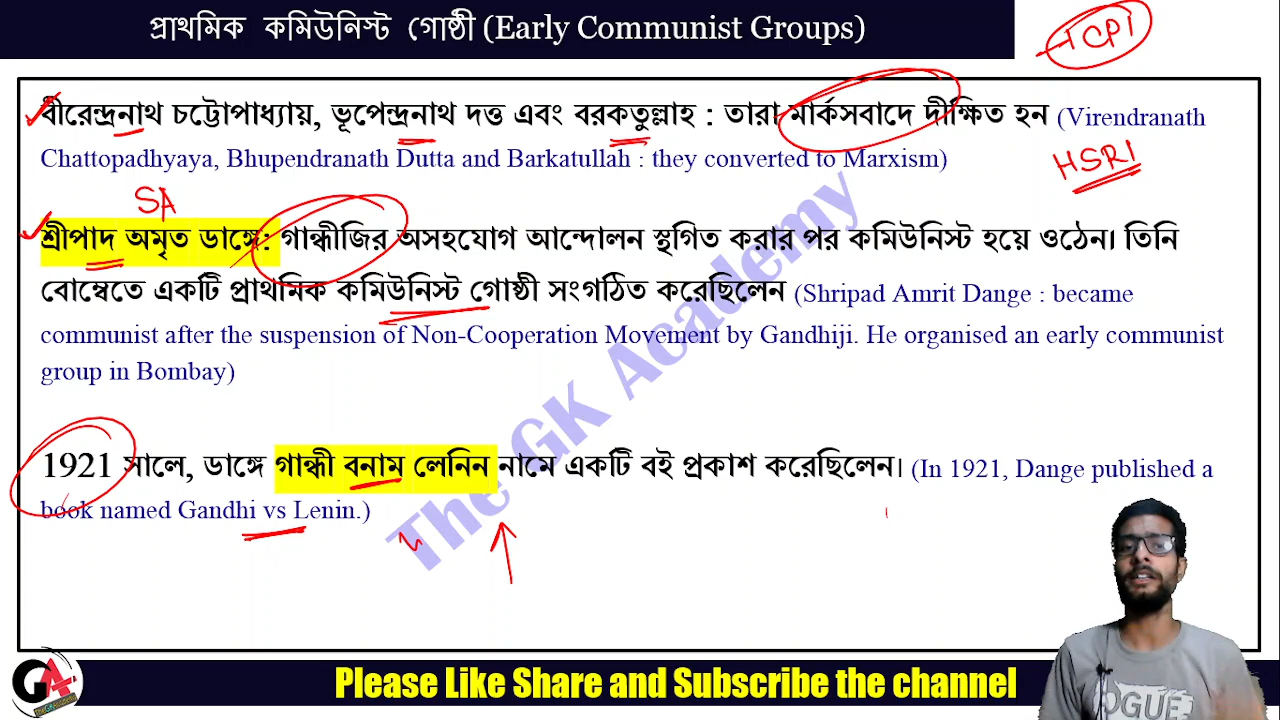 প্রাথমিক কমিউনিস্ট গোষ্ঠী (Early Communist Groups)
→ CPI
বীরেন্দ্রনাথ চট্টোপাধ্যায়, ভূপেন্দ্রনাথ দত্ত এবং বরকতুল্লাহ : তারা মার্কসবাদে দীক্ষিত হন (Virendranath
Chattopadhyaya, Bhupendranath Dutta and Barkatullah : they converted to Marxism)
HSRI
SA
শ্রীপাদ অমৃত ডাঙ্গে: গান্ধীজির অসহযোগ আন্দোলন স্থগিত করার পর কমিউনিস্ট হয়ে ওঠেন। তিনি
বোম্বেতে একটি প্রাথমিক কমিউনিস্ট গোষ্ঠী সংগঠিত করেছিলেন (Shripad Amrit Dange : became
communist after the suspension of Non-Cooperation Movement by Gandhiji. He organised an early communist
group in Bombay)
1921 সালে, ডাঙ্গে গান্ধী বনাম লেনিন নামে একটি বই প্রকাশ করেছিলেন। (In 1921, Dange published a
book named Gandhi vs Lenin.)
The GK Academy
GA
Please Like Share and Subscribe the channel
ROGUE